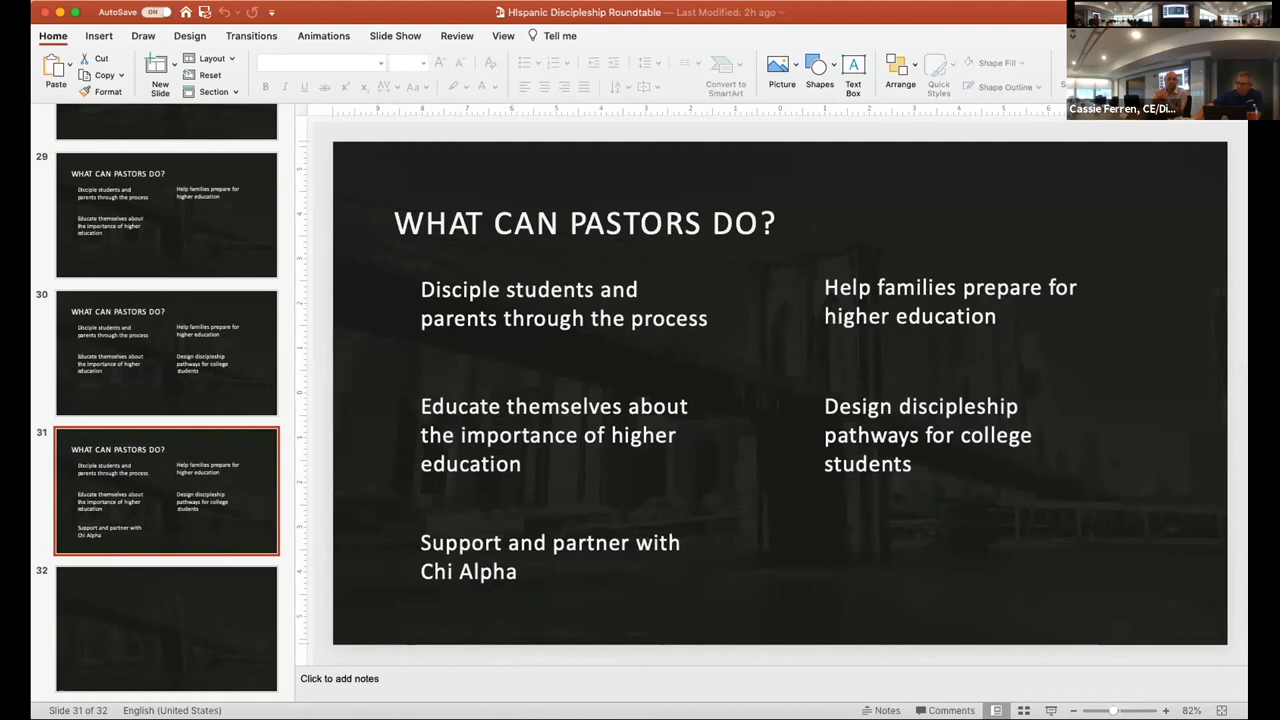 AutoSave ON
HIspanic Discipleship Roundtable — Last Modified: 2h ago
Home Insert Draw Design Transitions Animations Slide Show Review View Tell me
Paste
Cut
Copy
Format
New
Slide
Layout
Reset
Section
Convert to
SmartArt
Picture
Shapes
Text
Box
Arrange
Quick
Styles
Shape Fill
Shape Outline
Cassie Ferren, CE/Di...
29
WHAT CAN PASTORS DO?
Disciple students and
parents through the process
Help families prepare for
higher education
Educate themselves about
the importance of higher
education
30
WHAT CAN PASTORS DO?
Disciple students and
parents through the process
Help families prepare for
higher education
Educate themselves about
the importance of higher
education
Design discipleship
pathways for college
students
31
WHAT CAN PASTORS DO?
Disciple students and
parents through the process
Help families prepare for
higher education
Educate themselves about
the importance of higher
education
Design discipleship
pathways for college
students
Support and partner with
Chi Alpha
32
WHAT CAN PASTORS DO?
Disciple students and
parents through the process
Help families prepare for
higher education
Educate themselves about
the importance of higher
education
Design discipleship
pathways for college
students
Support and partner with
Chi Alpha
Click to add notes
Slide 31 of 32 English (United States) Notes Comments 82%